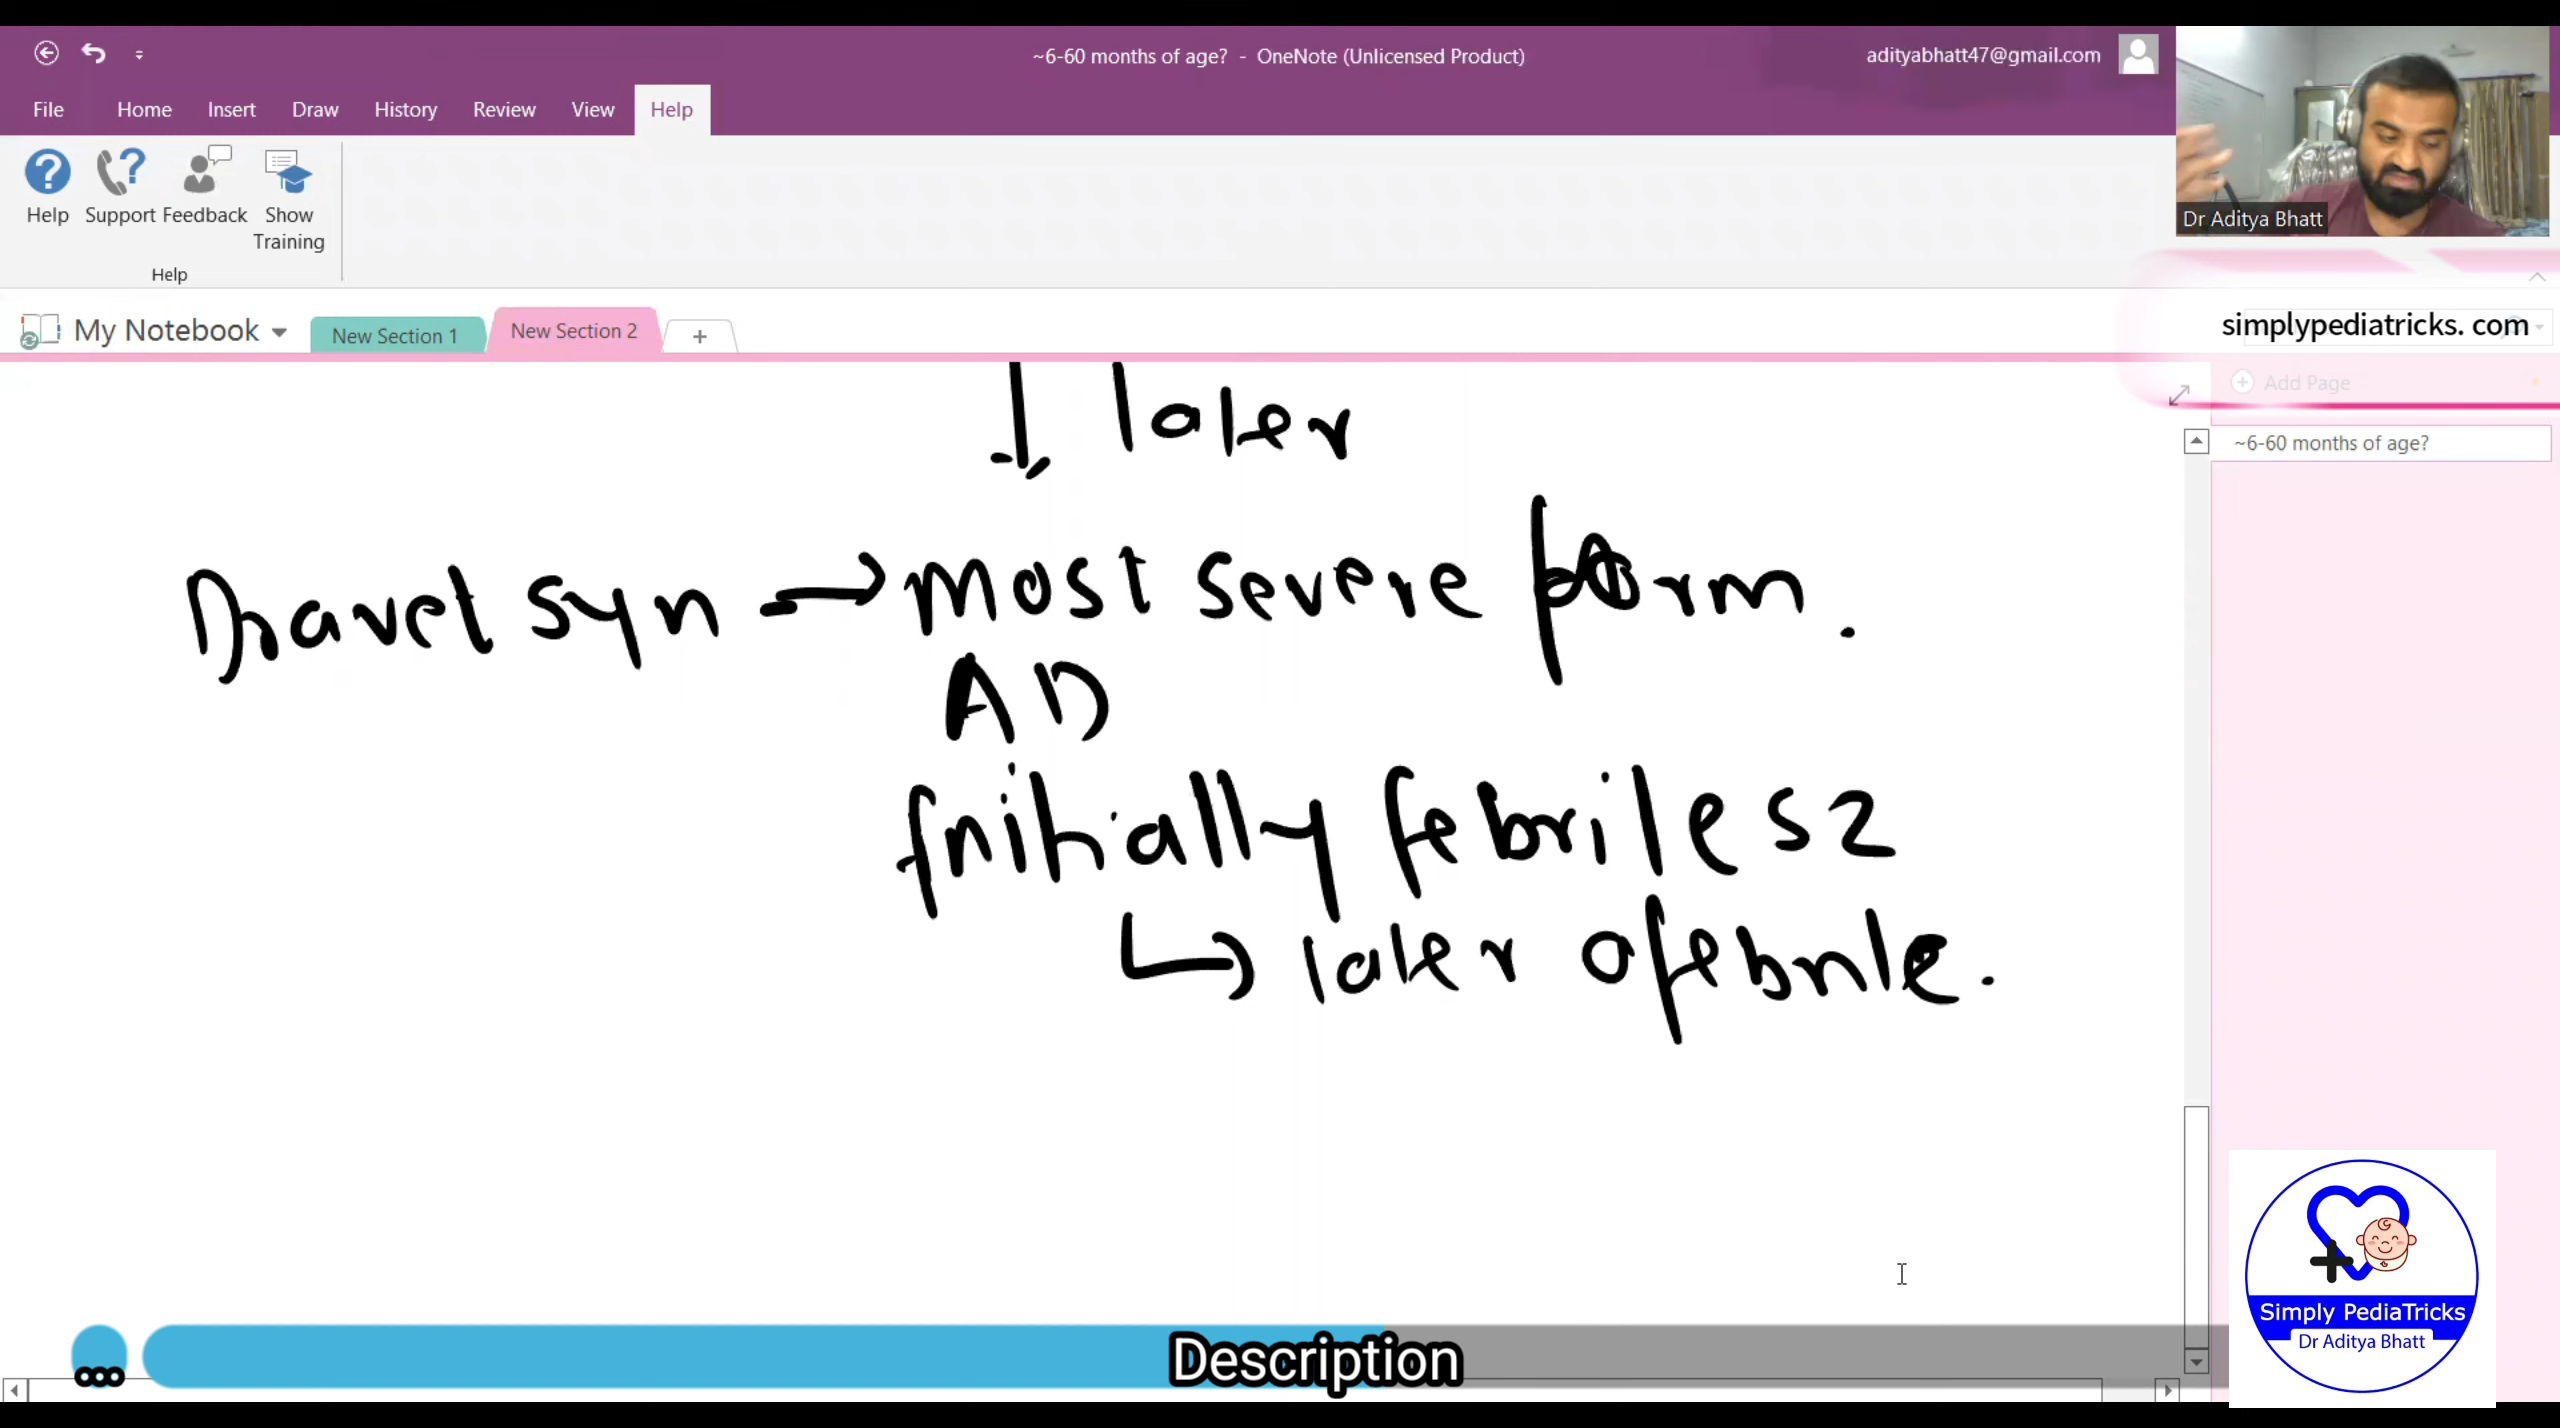 ~6-60 months of age? - OneNote (Unlicensed Product)
adityabhatt47@gmail.com
File Home Insert Draw History Review View Help
Help Support Feedback Show Training
Help
Dr Aditya Bhatt
My Notebook New Section 1 New Section 2 +
simplypediatricks. com
Add Page
~6-60 months of age?
later
Dravet syn → most severe form.
AD
Initially febrile sz
↳ later afebrile.
Simply PediaTricks
Dr Aditya Bhatt
... Description